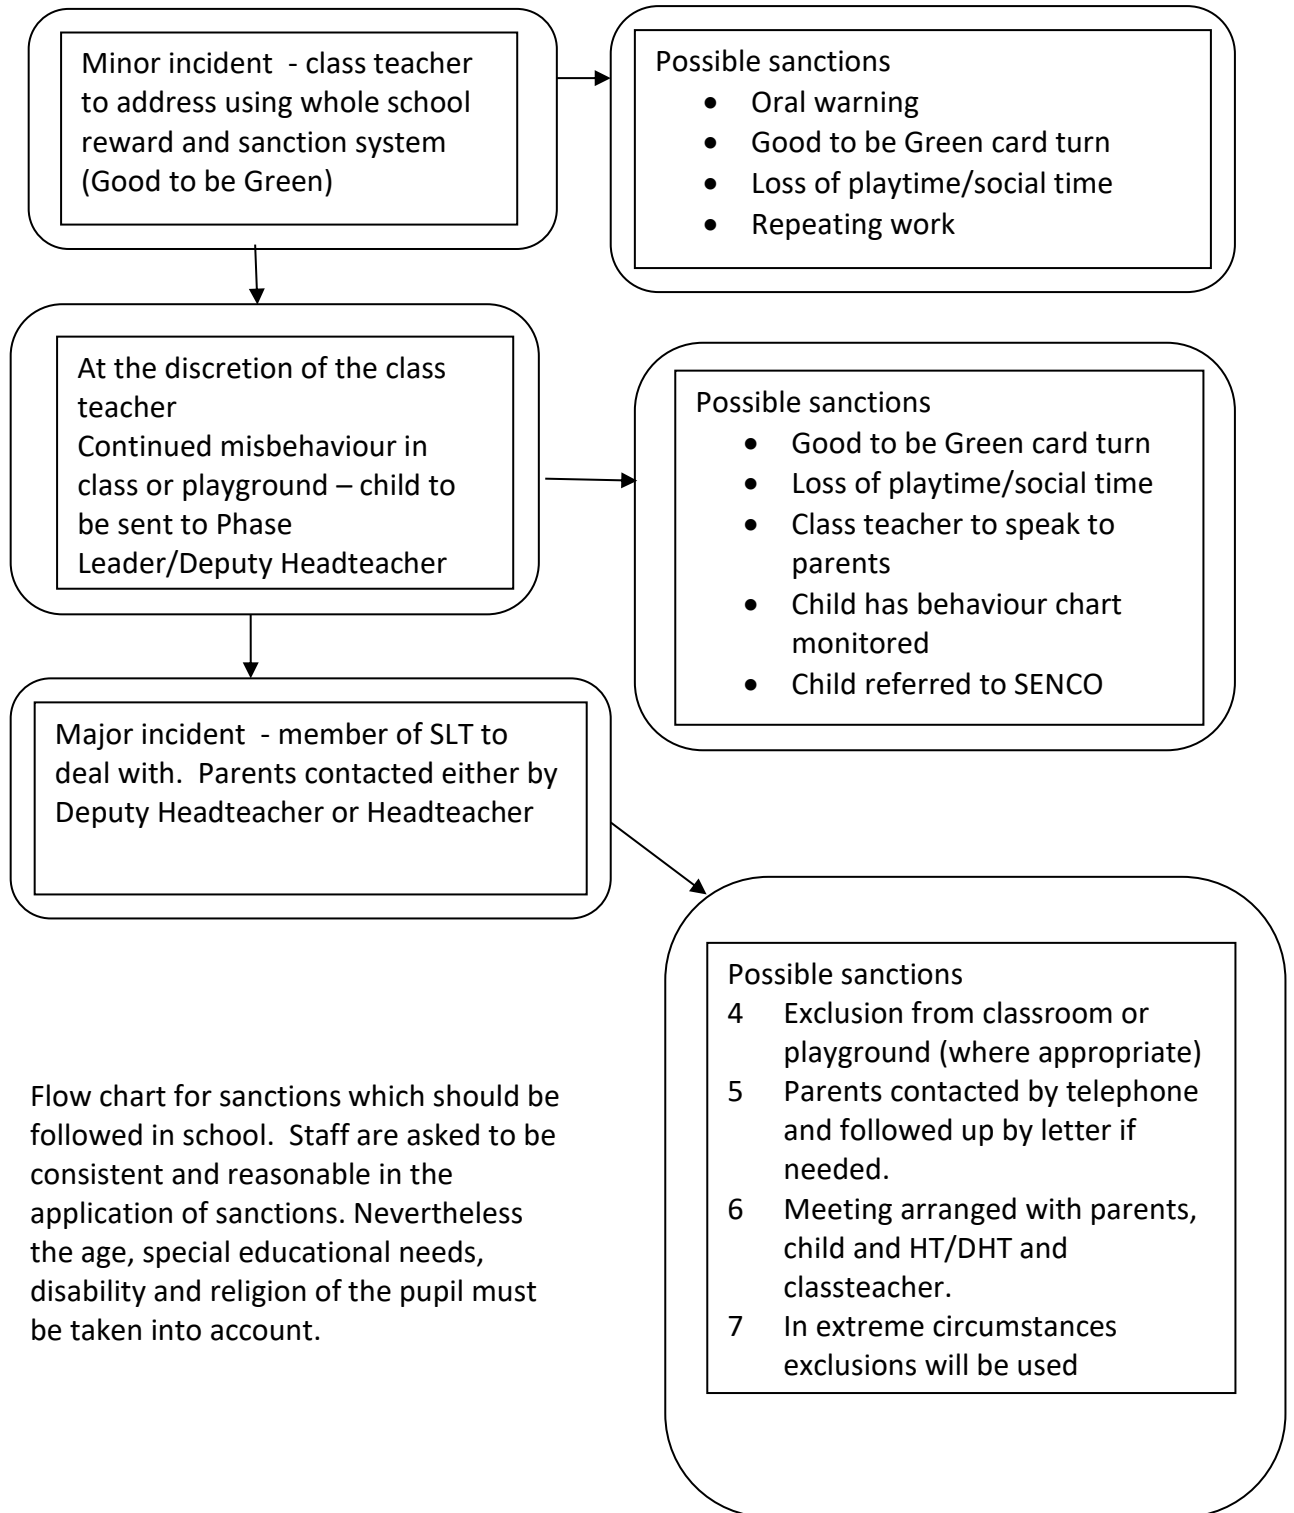 Minor incident  - class teacher
to address using whole school
reward and sanction system
(Good to be Green)
Possible sanctions
• Oral warning
• Good to be Green card turn
• Loss of playtime/social time
• Repeating work
At the discretion of the class
teacher
Continued misbehaviour in
class or playground – child to
be sent to Phase
Leader/Deputy Headteacher
Possible sanctions
• Good to be Green card turn
• Loss of playtime/social time
• Class teacher to speak to
parents
• Child has behaviour chart
monitored
• Child referred to SENCO
Major incident  - member of SLT to
deal with.  Parents contacted either by
Deputy Headteacher or Headteacher
Possible sanctions
4 Exclusion from classroom or
playground (where appropriate)
5 Parents contacted by telephone
and followed up by letter if
needed.
6 Meeting arranged with parents,
child and HT/DHT and
classteacher.
7 In extreme circumstances
exclusions will be used
Flow chart for sanctions which should be
followed in school.  Staff are asked to be
consistent and reasonable in the
application of sanctions. Nevertheless
the age, special educational needs,
disability and religion of the pupil must
be taken into account.